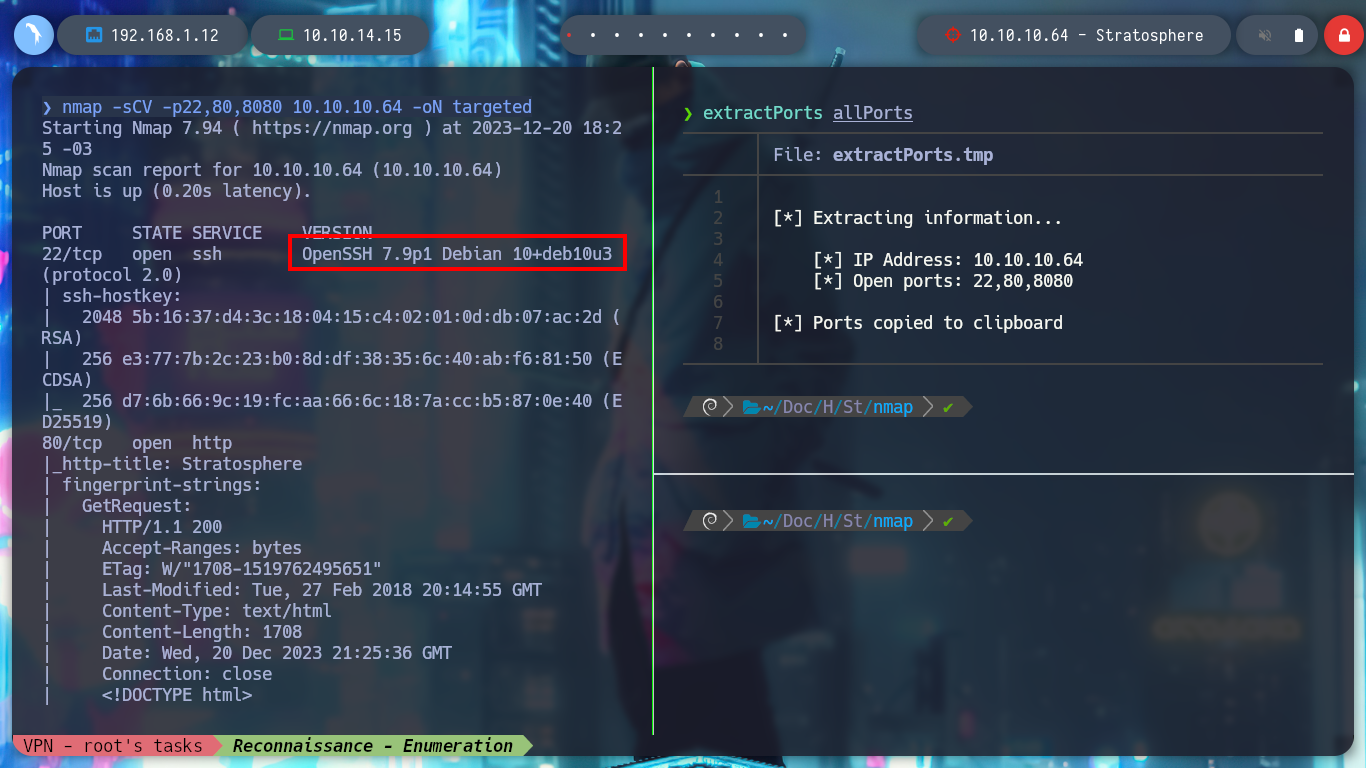 192.168.1.12
10.10.14.15
10.10.10.64 - Stratosphere
❯ nmap -sCV -p22,80,8080 10.10.10.64 -oN targeted
Starting Nmap 7.94 ( https://nmap.org ) at 2023-12-20 18:2
5 -03
Nmap scan report for 10.10.10.64 (10.10.10.64)
Host is up (0.20s latency).
PORT     STATE SERVICE    VERSION
22/tcp   open  ssh        OpenSSH 7.9p1 Debian 10+deb10u3
(protocol 2.0)
| ssh-hostkey:
|   2048 5b:16:37:d4:3c:18:04:15:c4:02:01:0d:db:07:ac:2d (
RSA)
|   256 e3:77:7b:2c:23:b0:8d:df:38:35:6c:40:ab:f6:81:50 (E
CDSA)
|_  256 d7:6b:66:9c:19:fc:aa:66:6c:18:7a:cc:b5:87:0e:40 (E
D25519)
80/tcp   open  http
|_http-title: Stratosphere
| fingerprint-strings:
|   GetRequest:
|     HTTP/1.1 200
|     Accept-Ranges: bytes
|     ETag: W/"1708-1519762495651"
|     Last-Modified: Tue, 27 Feb 2018 20:14:55 GMT
|     Content-Type: text/html
|     Content-Length: 1708
|     Date: Wed, 20 Dec 2023 21:25:36 GMT
|     Connection: close
|     <!DOCTYPE html>
❯ extractPorts allPorts
File: extractPorts.tmp
1
2 [*] Extracting information...
3
4     [*] IP Address: 10.10.10.64
5     [*] Open ports: 22,80,8080
6
7 [*] Ports copied to clipboard
8
~/Doc/H/St/nmap ✔
~/Doc/H/St/nmap ✔
VPN - root's tasks
Reconnaissance - Enumeration